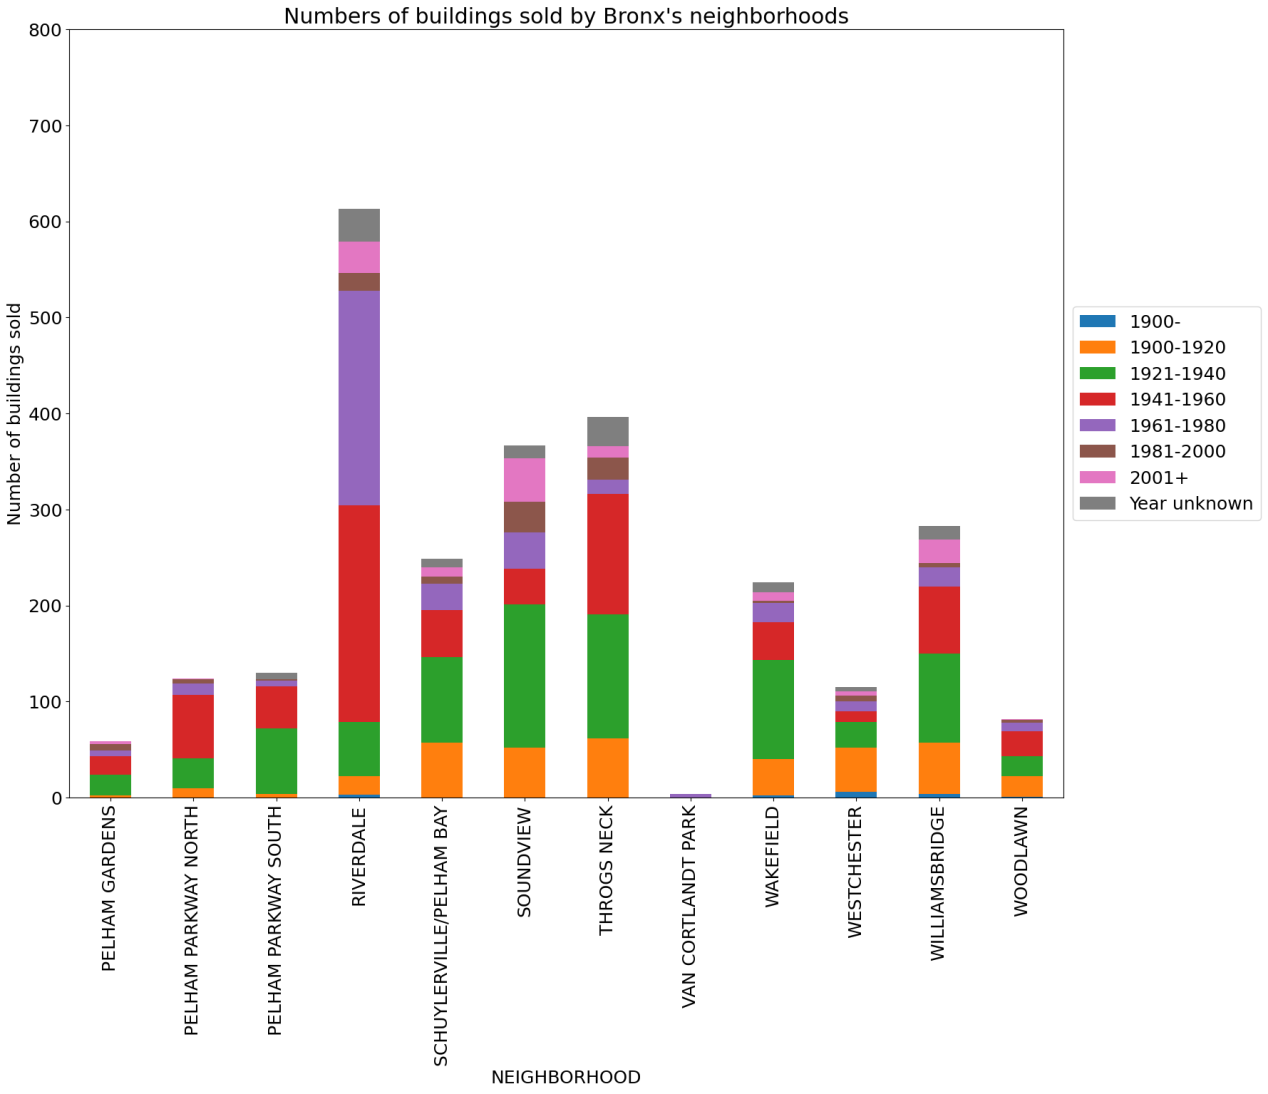 Numbers of buildings sold by Bronx's neighborhoods
800
700
600
500
400
300
200
100
0
Number of buildings sold
1900-
1900-1920
1921-1940
1941-1960
1961-1980
1981-2000
2001+
Year unknown
PELHAM GARDENS
PELHAM PARKWAY NORTH
PELHAM PARKWAY SOUTH
RIVERDALE
SCHUYLERVILLE/PELHAM BAY
SOUNDVIEW
THROGS NECK
VAN CORTLANDT PARK
WAKEFIELD
WESTCHESTER
WILLIAMSBRIDGE
WOODLAWN
NEIGHBORHOOD